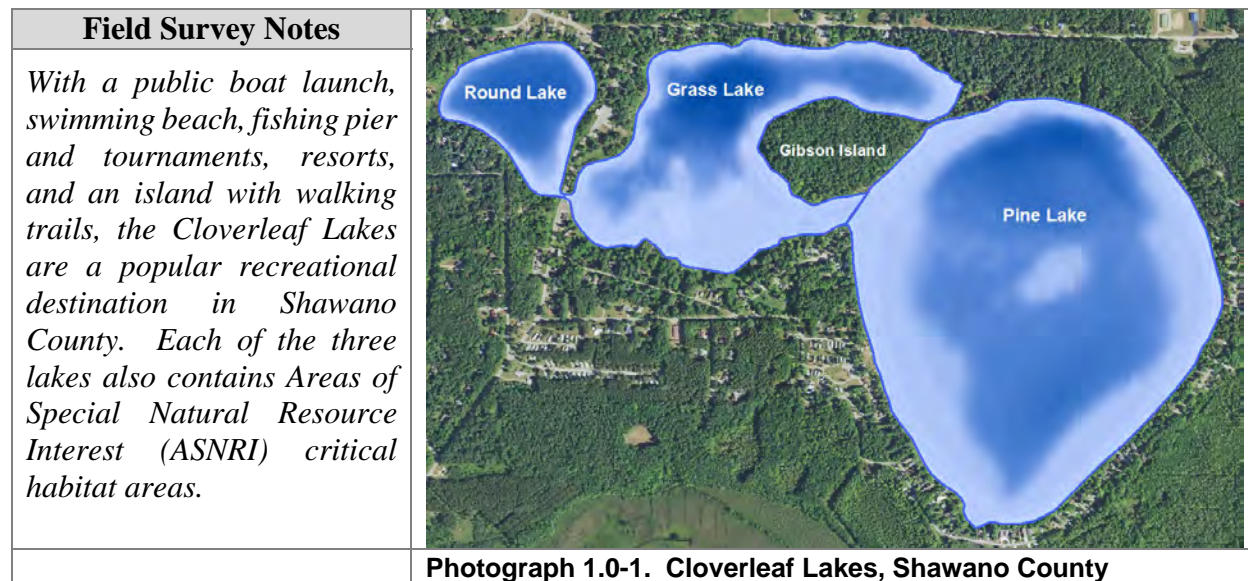 Field Survey Notes
With a public boat launch,
swimming beach, fishing pier
and tournaments, resorts,
and an island with walking
trails, the Cloverleaf Lakes
are a popular recreational
destination in Shawano
County. Each of the three
lakes also contains Areas of
Special Natural Resource
Interest (ASNRI) critical
habitat areas.
Round Lake
Grass Lake
Gibson Island
Pine Lake
Photograph 1.0-1. Cloverleaf Lakes, Shawano County